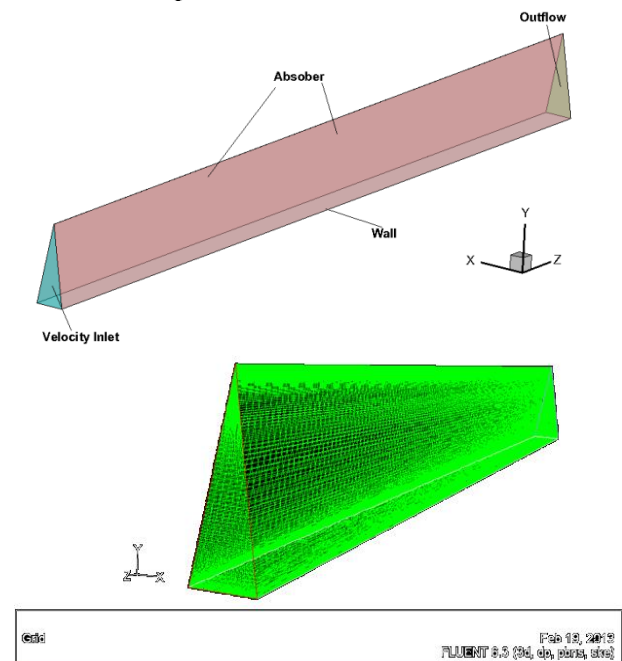 Outflow
Absober
Wall
Y
X
Z
Velocity Inlet
Y
Z
X
Grid
Feb 19, 2013
FLUENT 6.3 (3d, dp, pbns, ske)